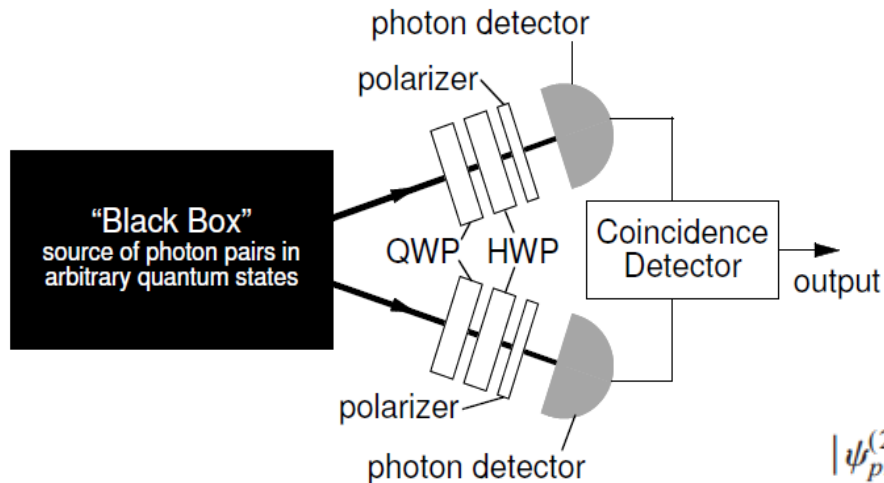 photon detector
polarizer
“Black Box”
source of photon pairs in
arbitrary quantum states
QWP
HWP
Coincidence
Detector
output
polarizer
photon detector